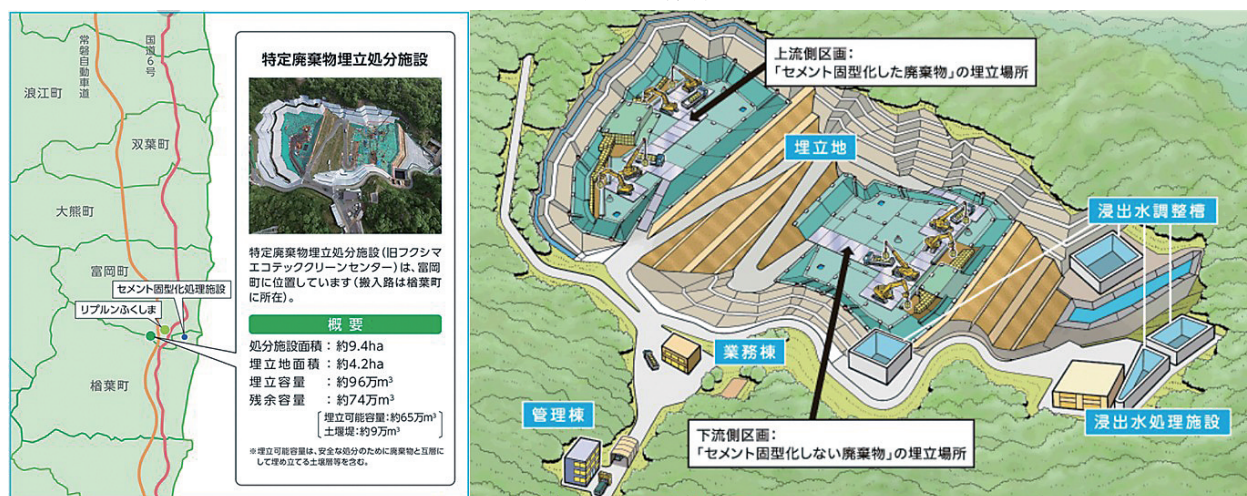 常磐自動車道
国道6号
浪江町
双葉町
大熊町
富岡町
セメント固型化処理施設
リプルンふくしま
楢葉町
特定廃棄物埋立処分施設
特定廃棄物埋立処分施設(旧フクシマ
エコテッククリーンセンター)は、富岡
町に位置しています(搬入路は楢葉町
に所在)。
概要
処分施設面積：約9.4ha
埋立地面積：約4.2ha
埋立容量：約96万m³
残余容量：約74万m³
埋立可能容量：約65万m³
土堰堤：約9万m³
※埋立可能容量は、安全な処分のために廃棄物と互層に
して埋め立てる土壌層等を含む。
上流側区画：
「セメント固型化した廃棄物」の埋立場所
埋立地
浸出水調整槽
業務棟
管理棟
浸出水処理施設
下流側区画：
「セメント固型化しない廃棄物」の埋立場所